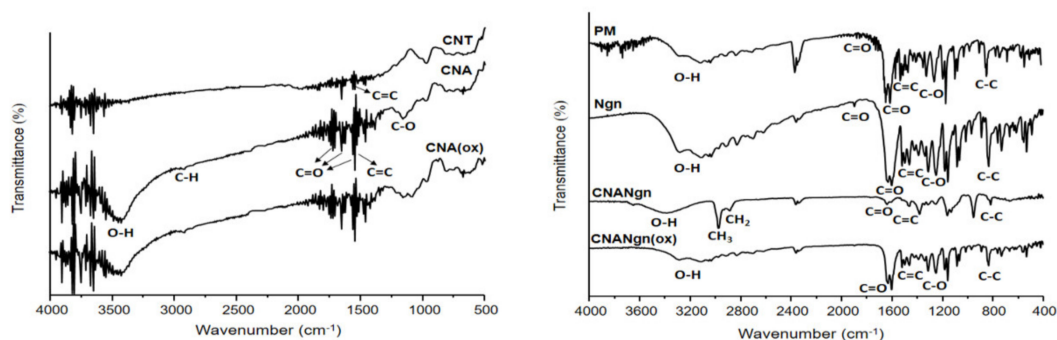 Transmittance (%)
CNT
CNA
C=C
C-O
CNA(ox)
C-H
C=O
C=C
O-H
4000 3500 3000 2500 2000 1500 1000 500
Wavenumber (cm⁻¹)
Transmittance (%)
PM
C=O
O-H
C=C
C-C
C-O
C=O
Ngn
C=O
O-H
C=C
C-C
C-O
C=O
CNANgn
C=O
C-C
O-H
C=C
CH₂
CH₃
CNANgn(ox)
O-H
C=C
C-C
C=O
C-O
4000 3600 3200 2800 2400 2000 1600 1200 800 400
Wavenumber (cm⁻¹)